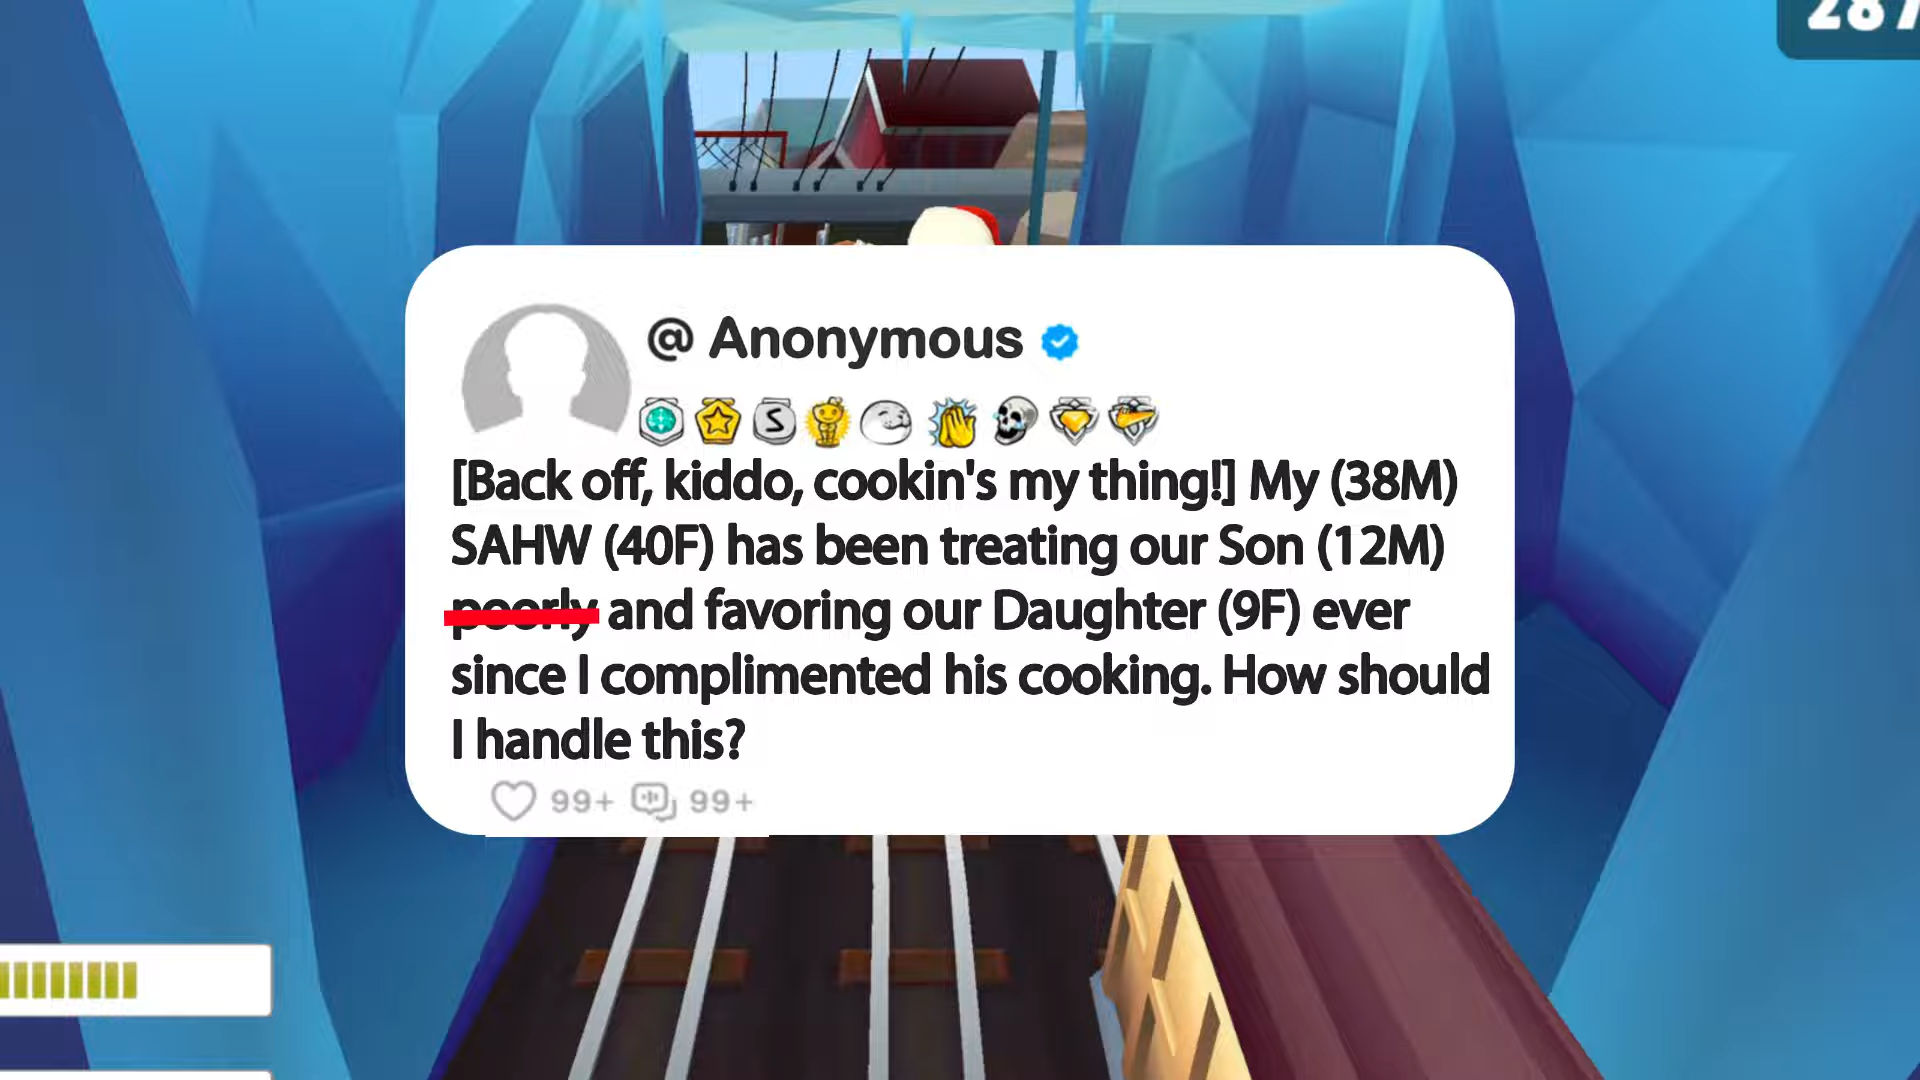 287
@ Anonymous
[Back off, kiddo, cookin's my thing!] My (38M)
SAHW (40F) has been treating our Son (12M)
poorly and favoring our Daughter (9F) ever
since I complimented his cooking. How should
I handle this?
99+ 99+